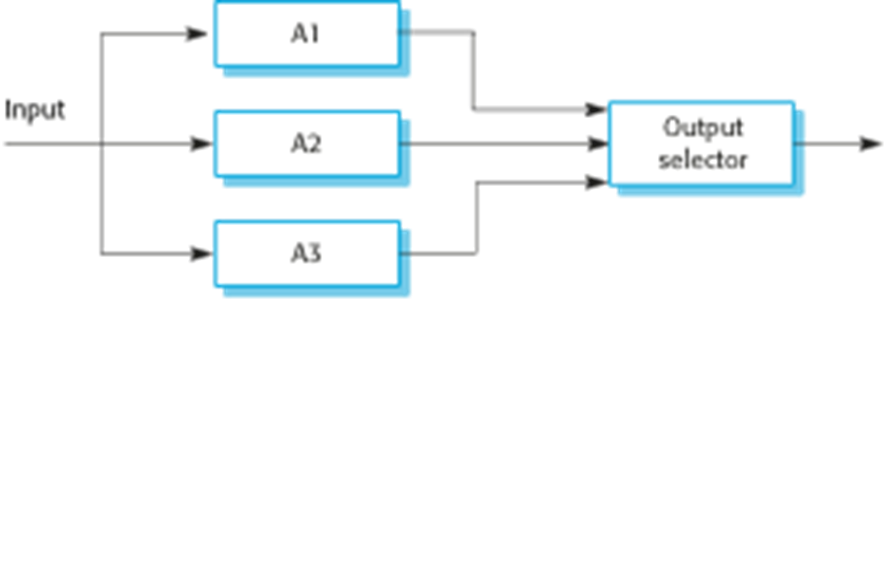 A1
Input
A2
Output
selector
A3